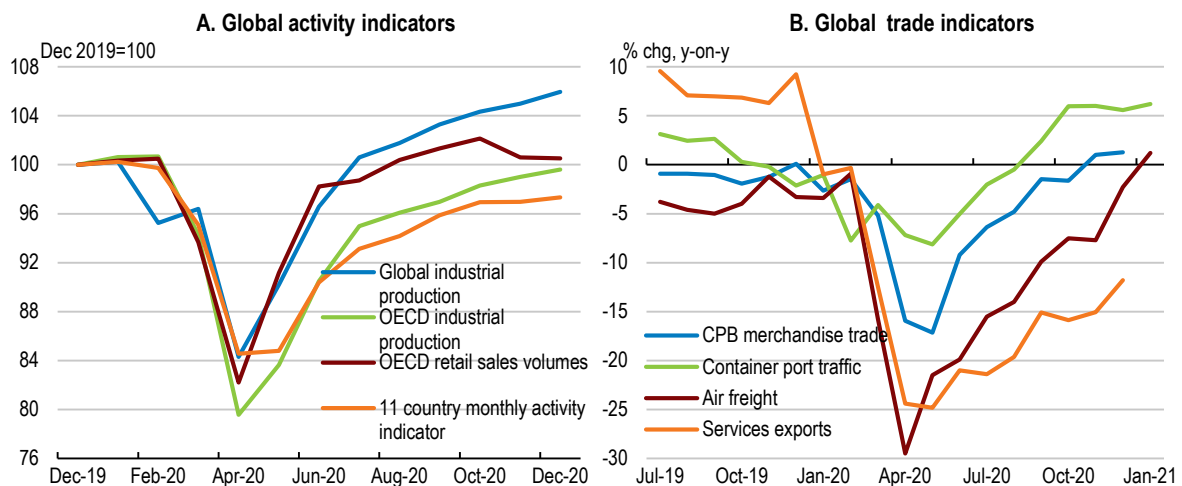 A. Global activity indicators
Dec 2019=100
108
104
100
96
92
88
84
80
76
Dec-19 Feb-20 Apr-20 Jun-20 Aug-20 Oct-20 Dec-20
Global industrial
production
OECD industrial
production
OECD retail sales volumes
11 country monthly activity
indicator
B. Global trade indicators
% chg, y-on-y
10
5
0
-5
-10
-15
-20
-25
-30
Jul-19 Oct-19 Jan-20 Apr-20 Jul-20 Oct-20 Jan-21
CPB merchandise trade
Container port traffic
Air freight
Services exports